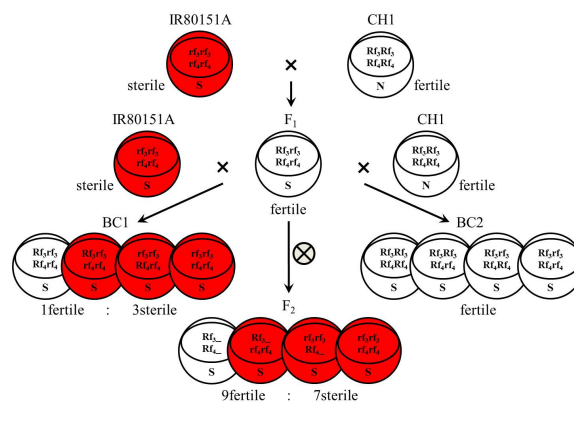 IR80151A CH1
rf₃rf₃ Rf₃Rf₃
rf₄rf₄ × Rf₄Rf₄
sterile S N fertile
IR80151A F₁ CH1
rf₃rf₃ Rf₃rf₃ Rf₃Rf₃
rf₄rf₄ × Rf₄rf₄ × Rf₄Rf₄
sterile S S N fertile
fertile
BC1 BC2
Rf₃rf₃ Rf₃rf₃ rf₃rf₃ rf₃rf₃ Rf₃Rf₃ Rf₃Rf₃ Rf₃rf₃ Rf₃rf₃
Rf₄rf₄ rf₄rf₄ Rf₄rf₄ rf₄rf₄ Rf₄Rf₄ Rf₄rf₄ Rf₄Rf₄ Rf₄rf₄
S S S S S S S S
1fertile : 3sterile fertile
F₂
Rf₃_ Rf₃_ rf₃rf₃ rf₃rf₃
Rf₄_ rf₄rf₄ Rf₄_ rf₄rf₄
S S S S
9fertile : 7sterile